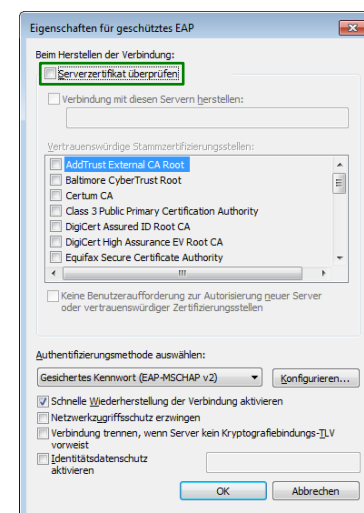 Eigenschaften für geschütztes EAP
Beim Herstellen der Verbindung:
Serverzertifikat überprüfen
Verbindung mit diesen Servern herstellen:
Vertrauenswürdige Stammzertifizierungsstellen:
AddTrust External CA Root
Baltimore CyberTrust Root
Certum CA
Class 3 Public Primary Certification Authority
DigiCert Assured ID Root CA
DigiCert High Assurance EV Root CA
Equifax Secure Certificate Authority
Keine Benutzeraufforderung zur Autorisierung neuer Server
oder vertrauenswürdiger Zertifizierungsstellen
Authentifizierungsmethode auswählen:
Gesichertes Kennwort (EAP-MSCHAP v2)
Konfigurieren...
Schnelle Wiederherstellung der Verbindung aktivieren
Netzwerkzugriffsschutz erzwingen
Verbindung trennen, wenn Server kein Kryptografiebindungs-TLV
vorweist
Identitätsdatenschutz
aktivieren
OK
Abbrechen